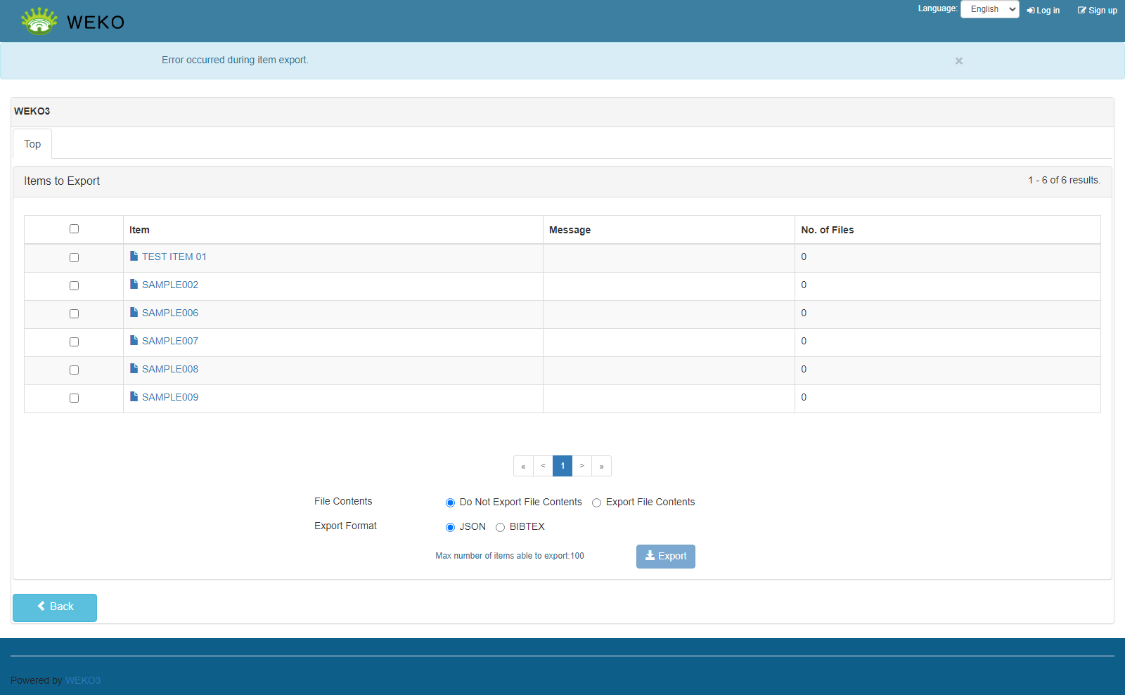 WEKO
Language: English Log in Sign up
Error occurred during item export. ×
WEKO3
Top
Items to Export 1 - 6 of 6 results.
Item Message No. of Files
TEST ITEM 01 0
SAMPLE002 0
SAMPLE006 0
SAMPLE007 0
SAMPLE008 0
SAMPLE009 0
« < 1 > »
File Contents Do Not Export File Contents Export File Contents
Export Format JSON BIBTEX
Max number of items able to export:100 Export
Back
Powered by WEKO3